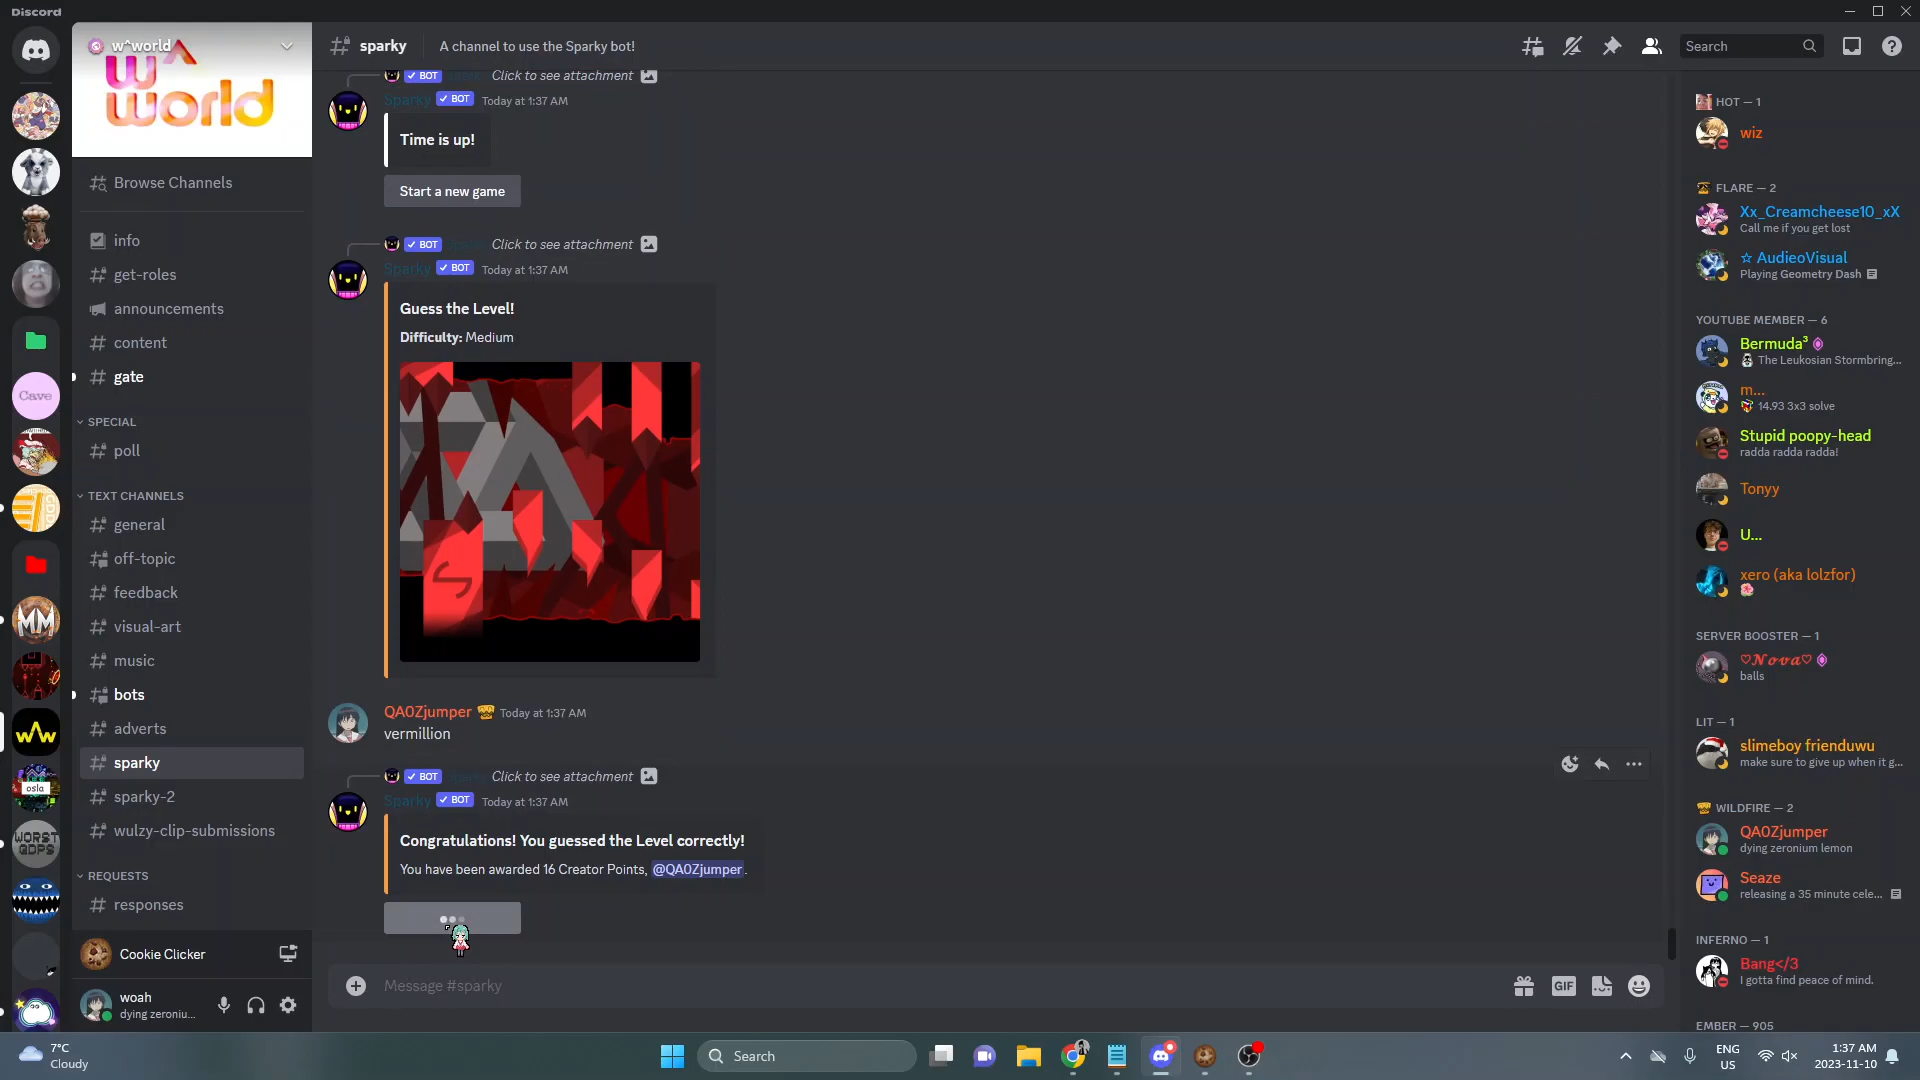 Discord
w^world
w^
world
Browse Channels
info
get-roles
announcements
content
gate
SPECIAL
poll
TEXT CHANNELS
general
off-topic
feedback
visual-art
music
bots
adverts
sparky
sparky-2
wulzy-clip-submissions
REQUESTS
responses
Cookie Clicker
woah
dying zeroniu...
Cave
MM
osla
WORST
GDPS
sparky
A channel to use the Sparky bot!
Search
BOT Click to see attachment
Sparky BOT Today at 1:37 AM
Time is up!
Start a new game
BOT Click to see attachment
Sparky BOT Today at 1:37 AM
Guess the Level!
Difficulty: Medium
QA0Zjumper Today at 1:37 AM
vermillion
BOT Click to see attachment
Sparky BOT Today at 1:37 AM
Congratulations! You guessed the Level correctly!
You have been awarded 16 Creator Points, @QA0Zjumper.
Message #sparky
GIF
HOT — 1
wiz
FLARE — 2
Xx_Creamcheese10_xX
Call me if you get lost
☆ AudieoVisual
Playing Geometry Dash
YOUTUBE MEMBER — 6
Bermuda³
The Leukosian Stormbring...
m...
14.93 3x3 solve
Stupid poopy-head
radda radda radda!
Tonyy
U...
xero (aka lolzfor)
SERVER BOOSTER — 1
♡𝓝𝓸𝓿𝓪♡
balls
LIT — 1
slimeboy frienduwu
make sure to give up when it g...
WILDFIRE — 2
QA0Zjumper
dying zeronium lemon
Seaze
releasing a 35 minute cele...
INFERNO — 1
Bang</3
I gotta find peace of mind.
EMBER — 905
7°C
Cloudy
Search
ENG
US
1:37 AM
2023-11-10